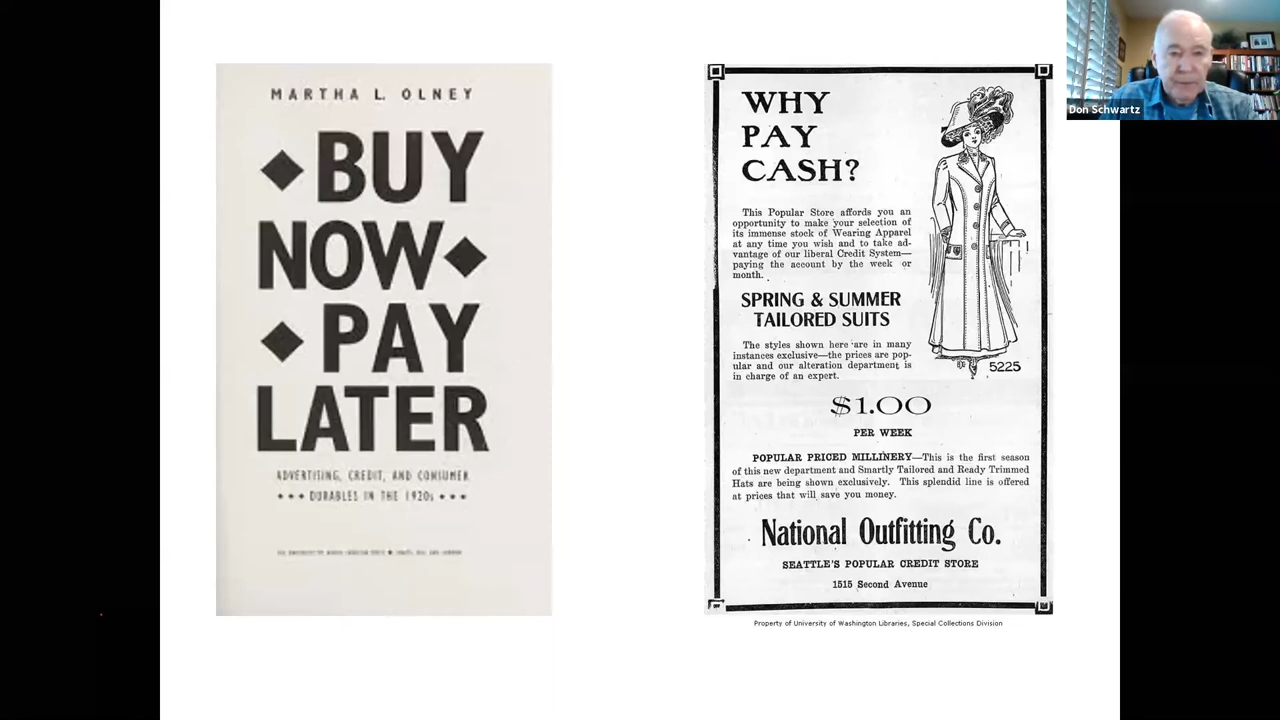 MARTHA L. OLNEY
◆BUY
NOW◆
◆PAY
LATER
ADVERTISING, CREDIT, AND CONSUMER
◆◆◆ DURABLES IN THE 1920s ◆◆◆
WHY
PAY
CASH?
This Popular Store affords you an
opportunity to make your selection of
its immense stock of Wearing Apparel
at any time you wish and to take ad-
vantage of our liberal Credit System—
paying the account by the week or
month.
SPRING & SUMMER
TAILORED SUITS
The styles shown here are in many
instances exclusive—the prices are pop-
ular and our alteration department is
in charge of an expert.
5225
$1.00
PER WEEK
POPULAR PRICED MILLINERY—This is the first season
of this new department and Smartly Tailored and Ready Trimmed
Hats are being shown exclusively. This splendid line is offered
at prices that will save you money.
National Outfitting Co.
SEATTLE'S POPULAR CREDIT STORE
1515 Second Avenue
Property of University of Washington Libraries, Special Collections Division
Don Schwartz